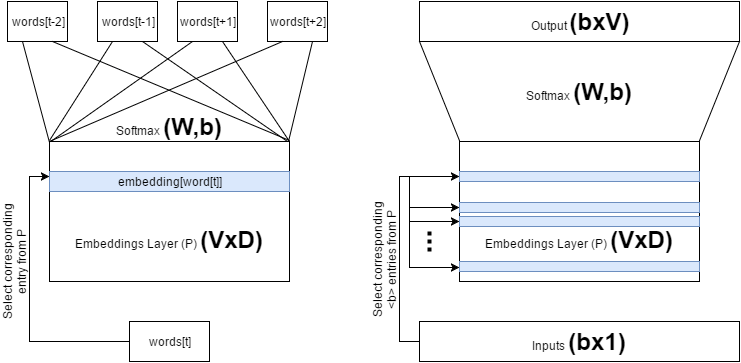 words[t-2]
words[t-1]
words[t+1]
words[t+2]
Softmax (W,b)
embedding[word[t]]
Embeddings Layer (P) (VxD)
Select corresponding
entry from P
words[t]
Output (bxV)
Softmax (W,b)
Embeddings Layer (P) (VxD)
Select corresponding
<b> entries from P
Inputs (bx1)